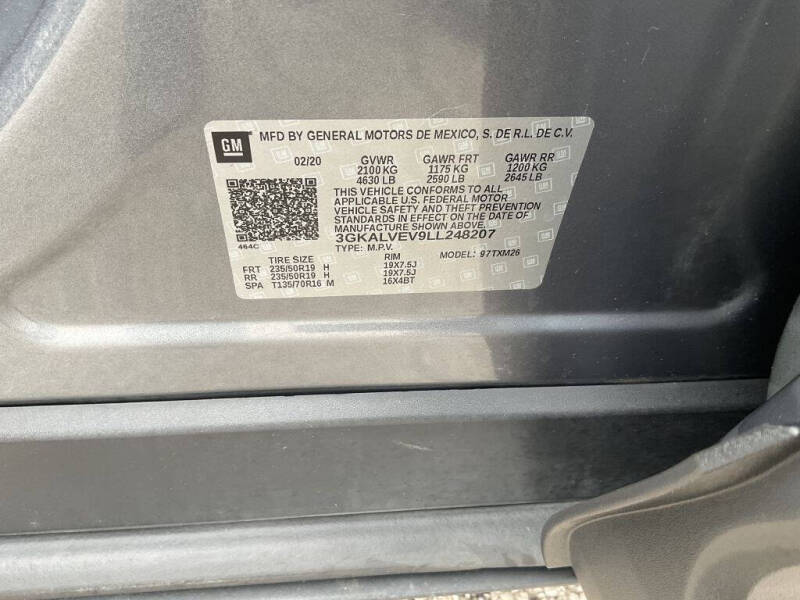 GM MFD BY GENERAL MOTORS DE MEXICO, S. DE R.L. DE C.V.
02/20 GVWR GAWR FRT GAWR RR
2100 KG 1175 KG 1200 KG
4630 LB 2590 LB 2645 LB
THIS VEHICLE CONFORMS TO ALL
APPLICABLE U.S. FEDERAL MOTOR
VEHICLE SAFETY AND THEFT PREVENTION
STANDARDS IN EFFECT ON THE DATE OF
MANUFACTURE SHOWN ABOVE.
3GKALVEV9LL248207
464C TYPE: M.P.V. MODEL: 97TXM26
TIRE SIZE RIM
FRT 235/50R19 H 19X7.5J
RR 235/50R19 H 19X7.5J
SPA T135/70R16 M 16X4BT